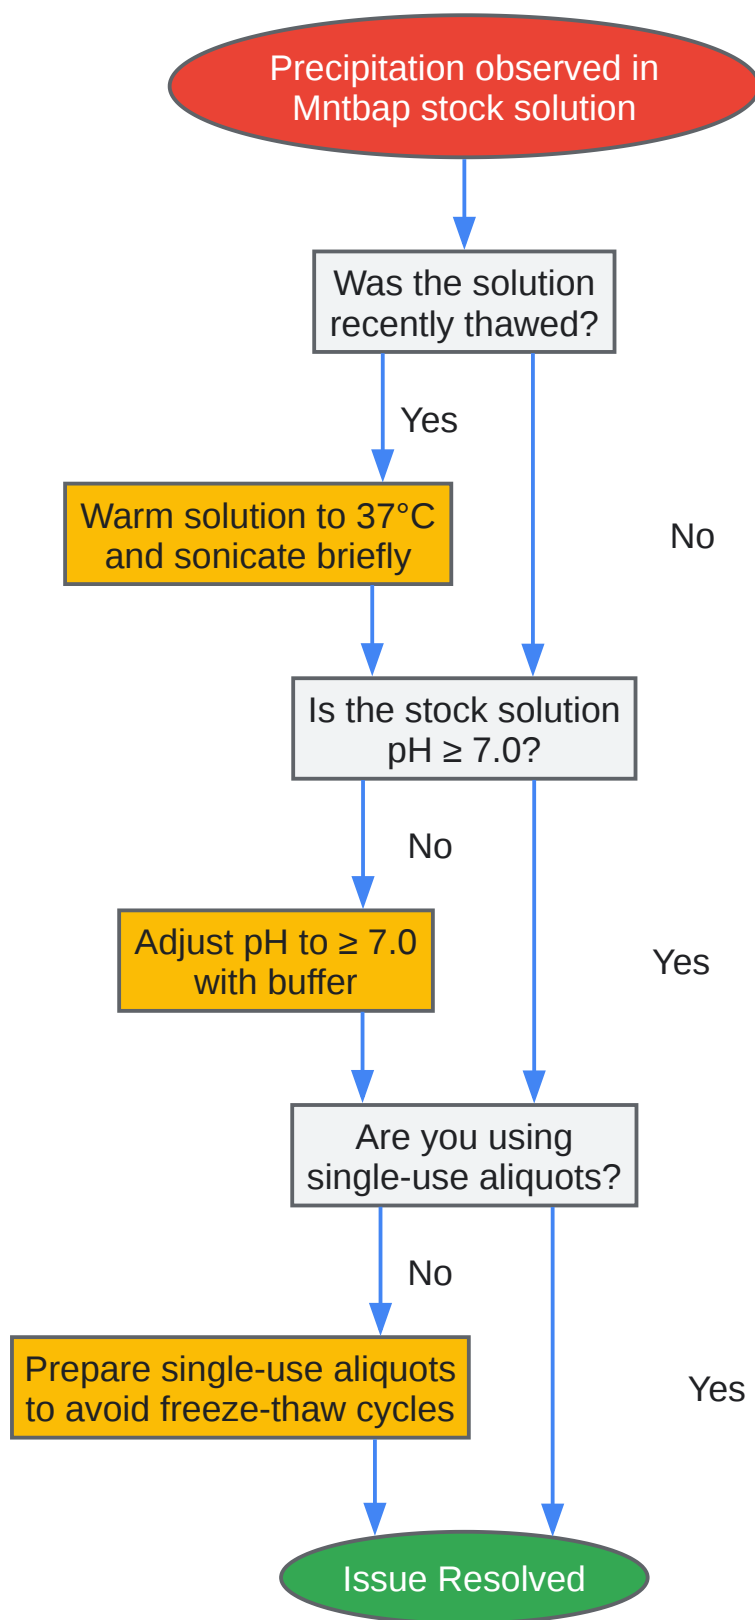 Precipitation observed in
Mntbap stock solution
Was the solution
recently thawed?
Yes
Warm solution to 37°C
and sonicate briefly
No
Is the stock solution
pH ≥ 7.0?
No
Adjust pH to ≥ 7.0
with buffer
Yes
Are you using
single-use aliquots?
No
Prepare single-use aliquots
to avoid freeze-thaw cycles
Yes
Issue Resolved